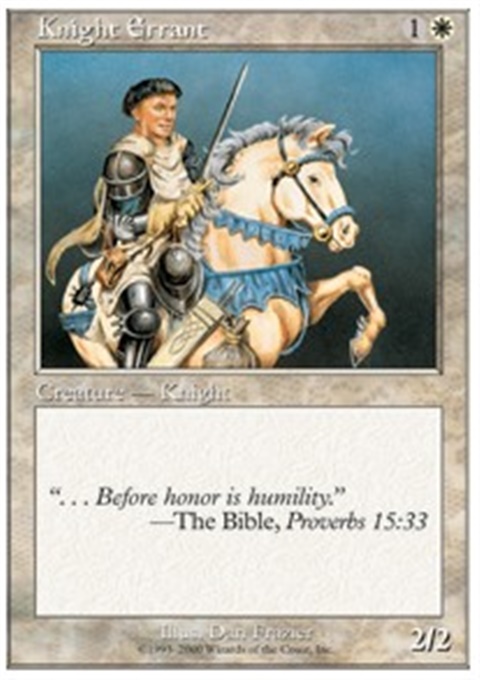 Knight Errant 1
Creature — Knight
“. . . Before honor is humility.”
—The Bible, Proverbs 15:33
Illus. Dan Frazier
©1993-2000 Wizards of the Coast, Inc.
2/2